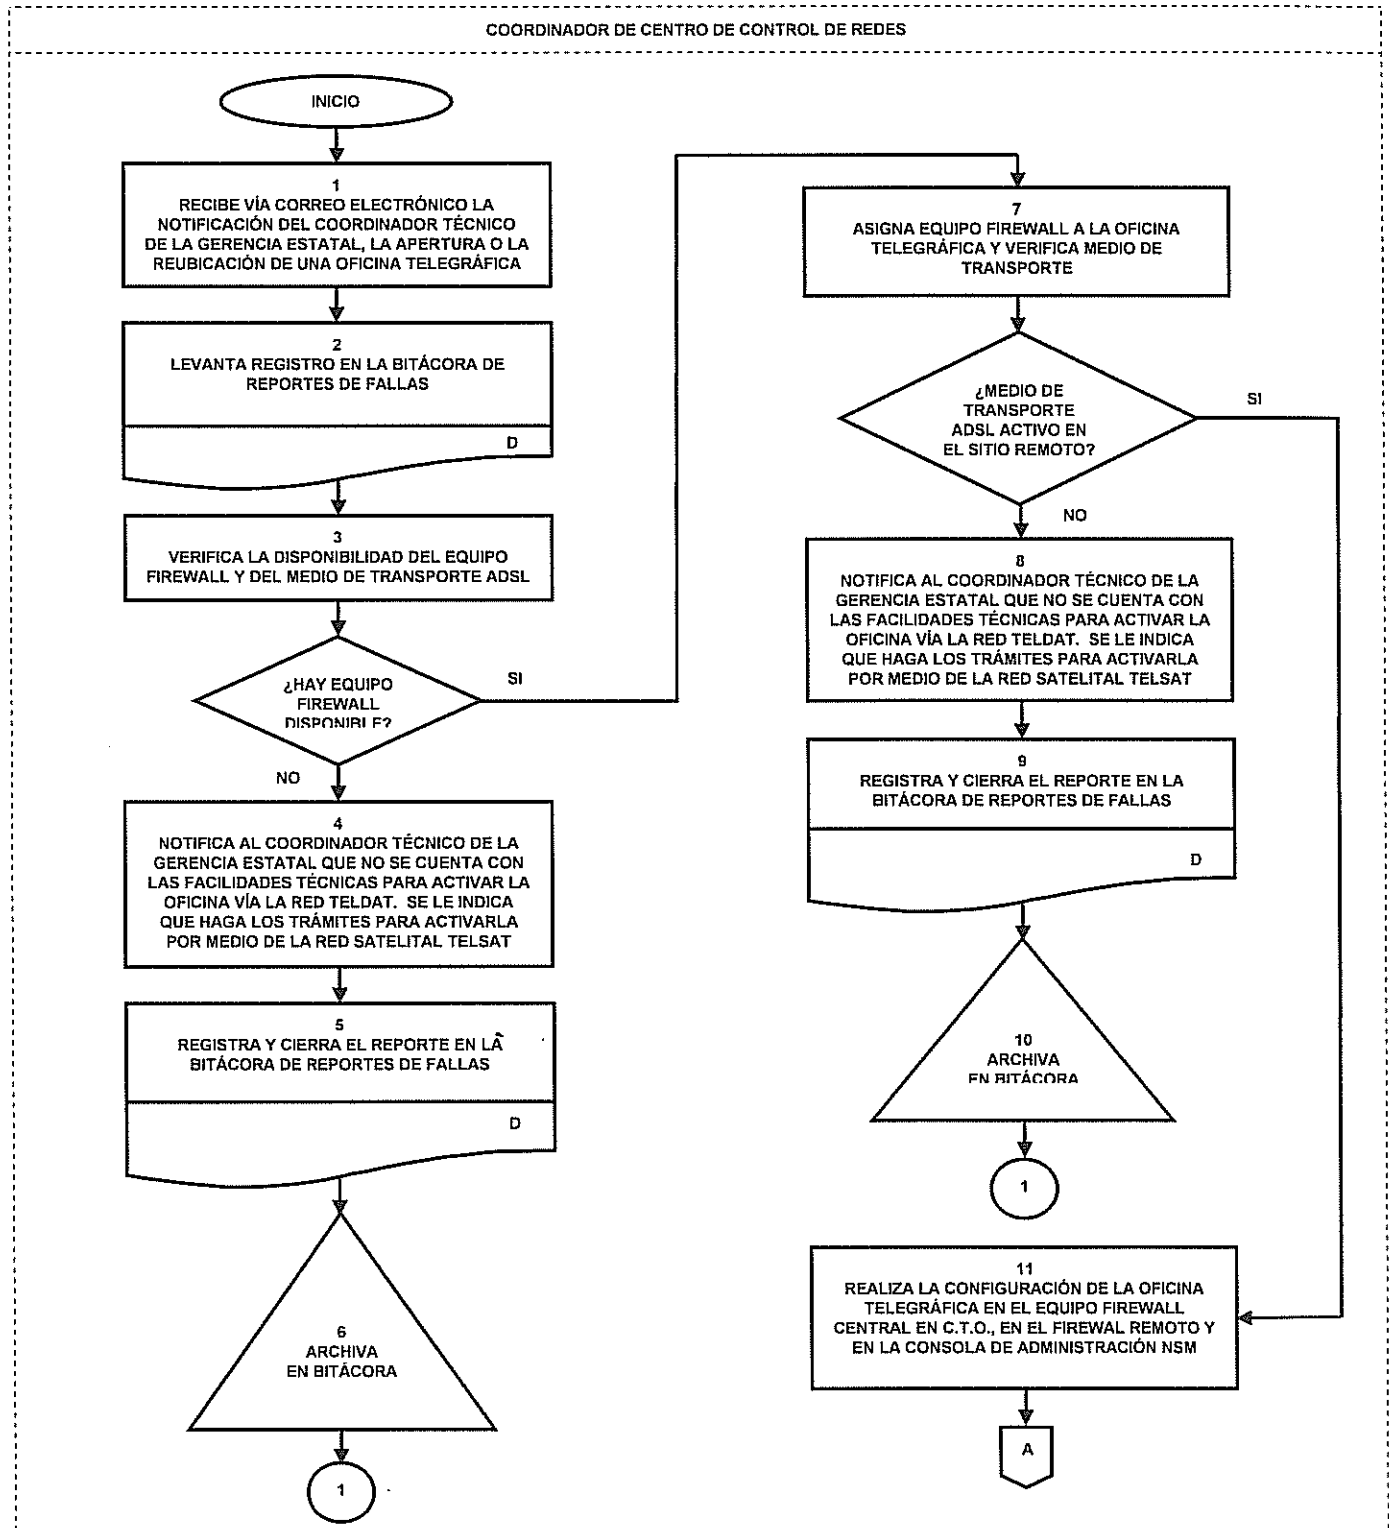 COORDINADOR DE CENTRO DE CONTROL DE REDES
INICIO
1
RECIBE VÍA CORREO ELECTRÓNICO LA
NOTIFICACIÓN DEL COORDINADOR TÉCNICO
DE LA GERENCIA ESTATAL, LA APERTURA O LA
REUBICACIÓN DE UNA OFICINA TELEGRÁFICA
2
LEVANTA REGISTRO EN LA BITÁCORA DE
REPORTES DE FALLAS
D
3
VERIFICA LA DISPONIBILIDAD DEL EQUIPO
FIREWALL Y DEL MEDIO DE TRANSPORTE ADSL
¿HAY EQUIPO
FIREWALL
DISPONIBLE?
SI
NO
4
NOTIFICA AL COORDINADOR TÉCNICO DE LA
GERENCIA ESTATAL QUE NO SE CUENTA CON
LAS FACILIDADES TÉCNICAS PARA ACTIVAR LA
OFICINA VÍA LA RED TELDAT. SE LE INDICA
QUE HAGA LOS TRÁMITES PARA ACTIVARLA
POR MEDIO DE LA RED SATELITAL TELSAT
5
REGISTRA Y CIERRA EL REPORTE EN LA
BITÁCORA DE REPORTES DE FALLAS
D
6
ARCHIVA
EN BITÁCORA
1
7
ASIGNA EQUIPO FIREWALL A LA OFICINA
TELEGRÁFICA Y VERIFICA MEDIO DE
TRANSPORTE
¿MEDIO DE
TRANSPORTE
ADSL ACTIVO EN
EL SITIO REMOTO?
SI
NO
8
NOTIFICA AL COORDINADOR TÉCNICO DE LA
GERENCIA ESTATAL QUE NO SE CUENTA CON
LAS FACILIDADES TÉCNICAS PARA ACTIVAR LA
OFICINA VÍA LA RED TELDAT. SE LE INDICA
QUE HAGA LOS TRÁMITES PARA ACTIVARLA
POR MEDIO DE LA RED SATELITAL TELSAT
9
REGISTRA Y CIERRA EL REPORTE EN LA
BITÁCORA DE REPORTES DE FALLAS
D
10
ARCHIVA
EN BITÁCORA
1
11
REALIZA LA CONFIGURACIÓN DE LA OFICINA
TELEGRÁFICA EN EL EQUIPO FIREWALL
CENTRAL EN C.T.O., EN EL FIREWAL REMOTO Y
EN LA CONSOLA DE ADMINISTRACIÓN NSM
A